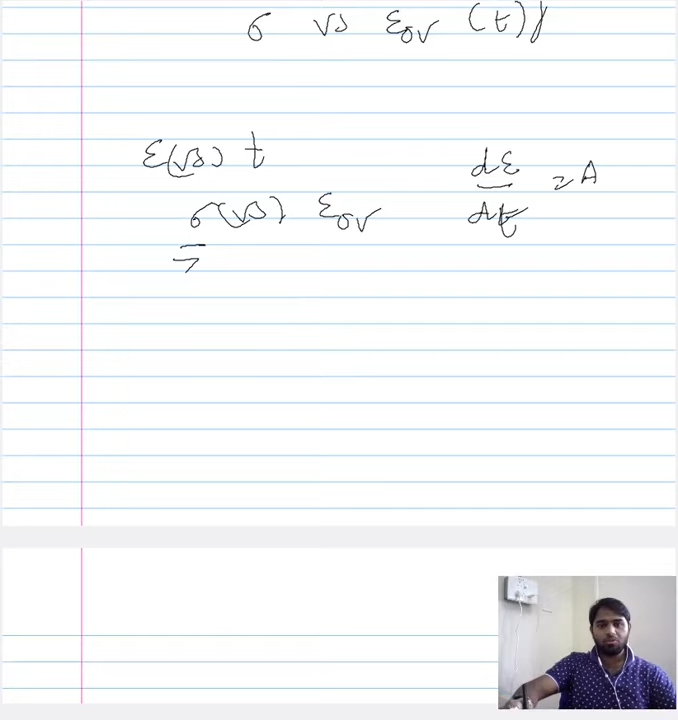 σ vs ε_ov (t)
ε (vs) t
dε/dt = A
σ (vs) ε_ov